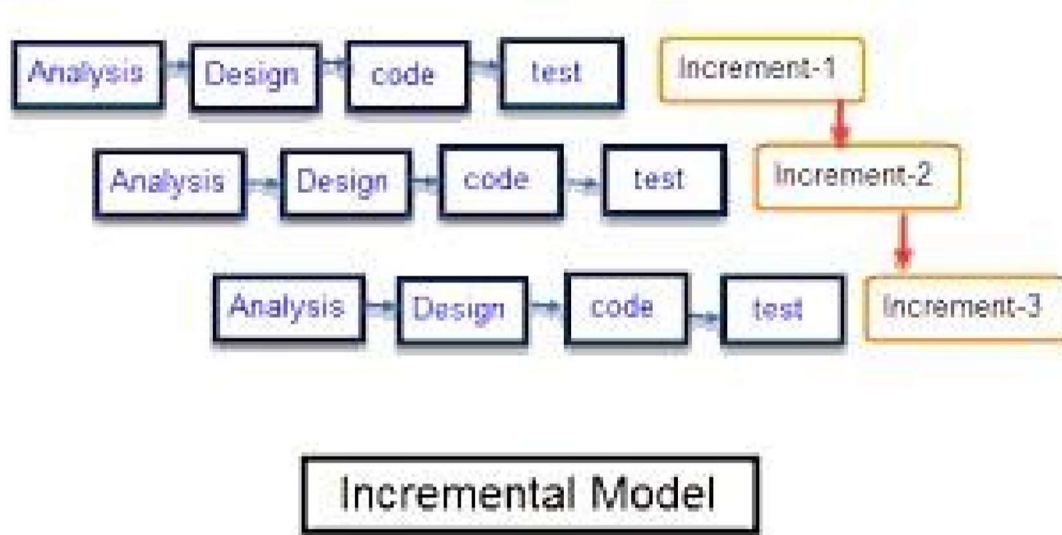 Analysis Design code test Increment-1
Analysis Design code test Increment-2
Analysis Design code test Increment-3
Incremental Model